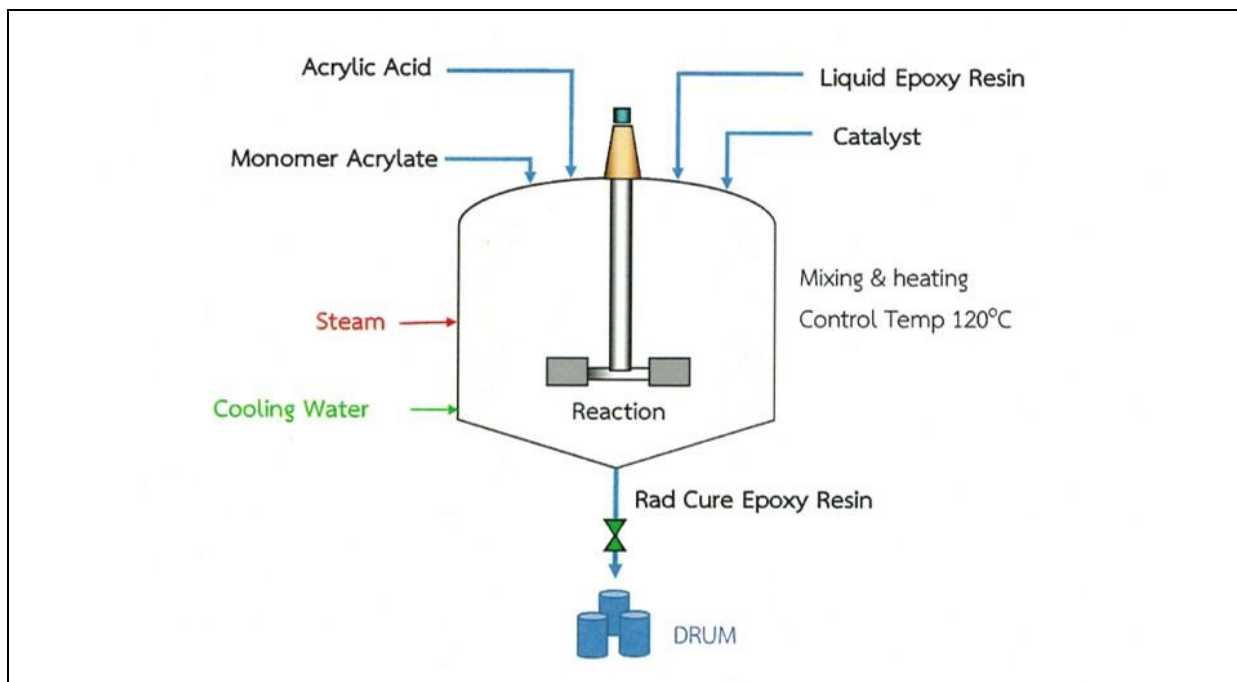 Acrylic Acid
Liquid Epoxy Resin
Catalyst
Monomer Acrylate
Mixing & heating
Control Temp 120°C
Steam
Cooling Water
Reaction
Rad Cure Epoxy Resin
DRUM